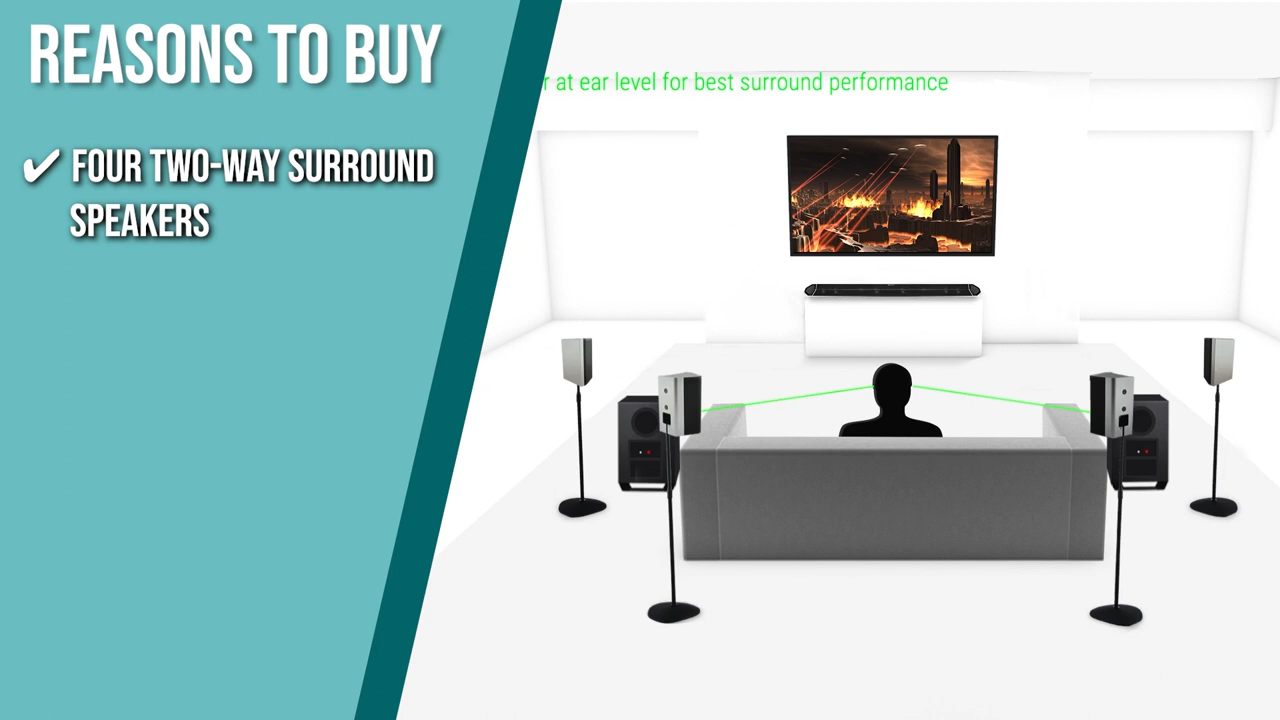 REASONS TO BUY
✔ FOUR TWO-WAY SURROUND
SPEAKERS
at ear level for best surround performance